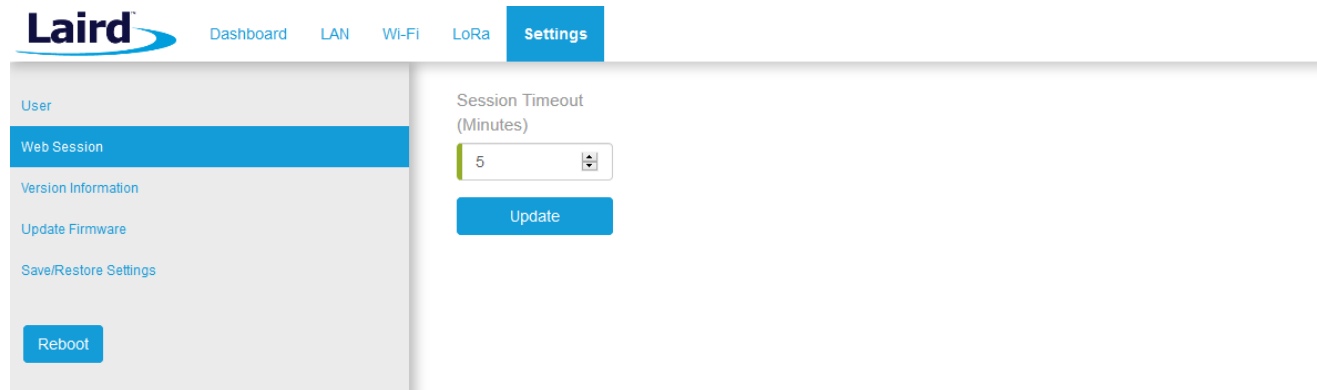 Laird
Dashboard LAN Wi-Fi LoRa Settings
User
Web Session
Version Information
Update Firmware
Save/Restore Settings
Reboot
Session Timeout
(Minutes)
5
Update